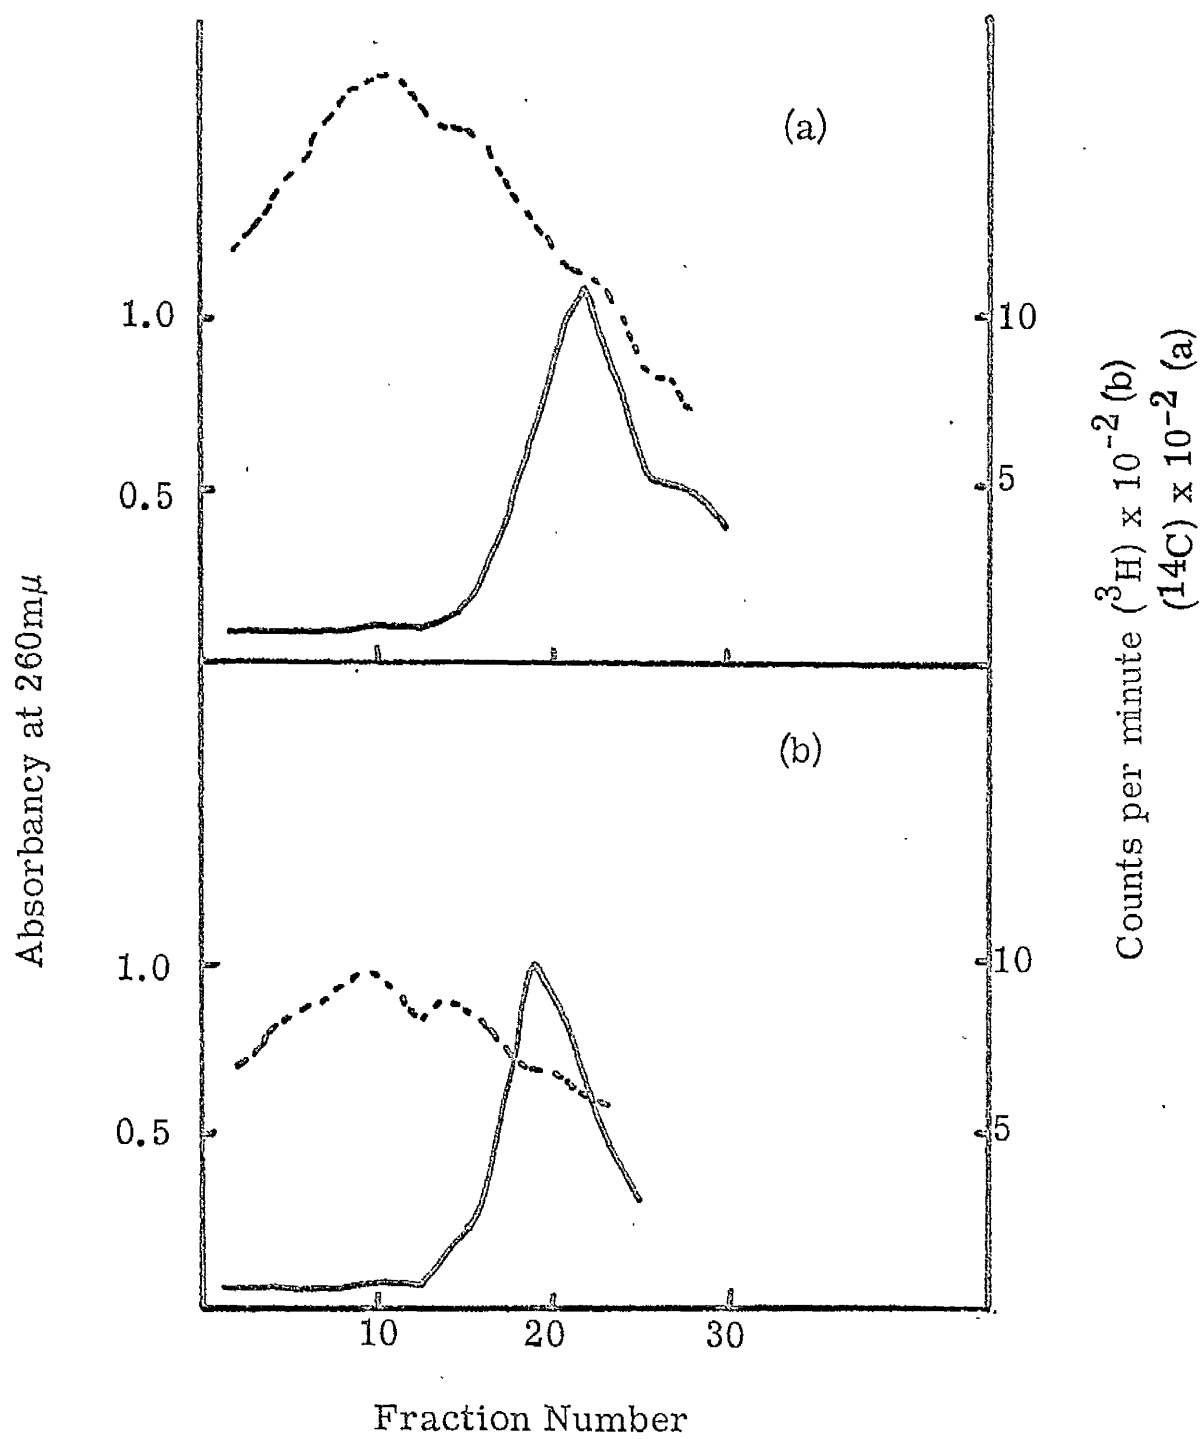 (a)
1.0
0.5
10
5
(b)
1.0
0.5
10
5
10 20 30
Fraction Number
Absorbancy at 260mμ
Counts per minute (³H) x 10⁻² (b)
(¹⁴C) x 10⁻² (a)